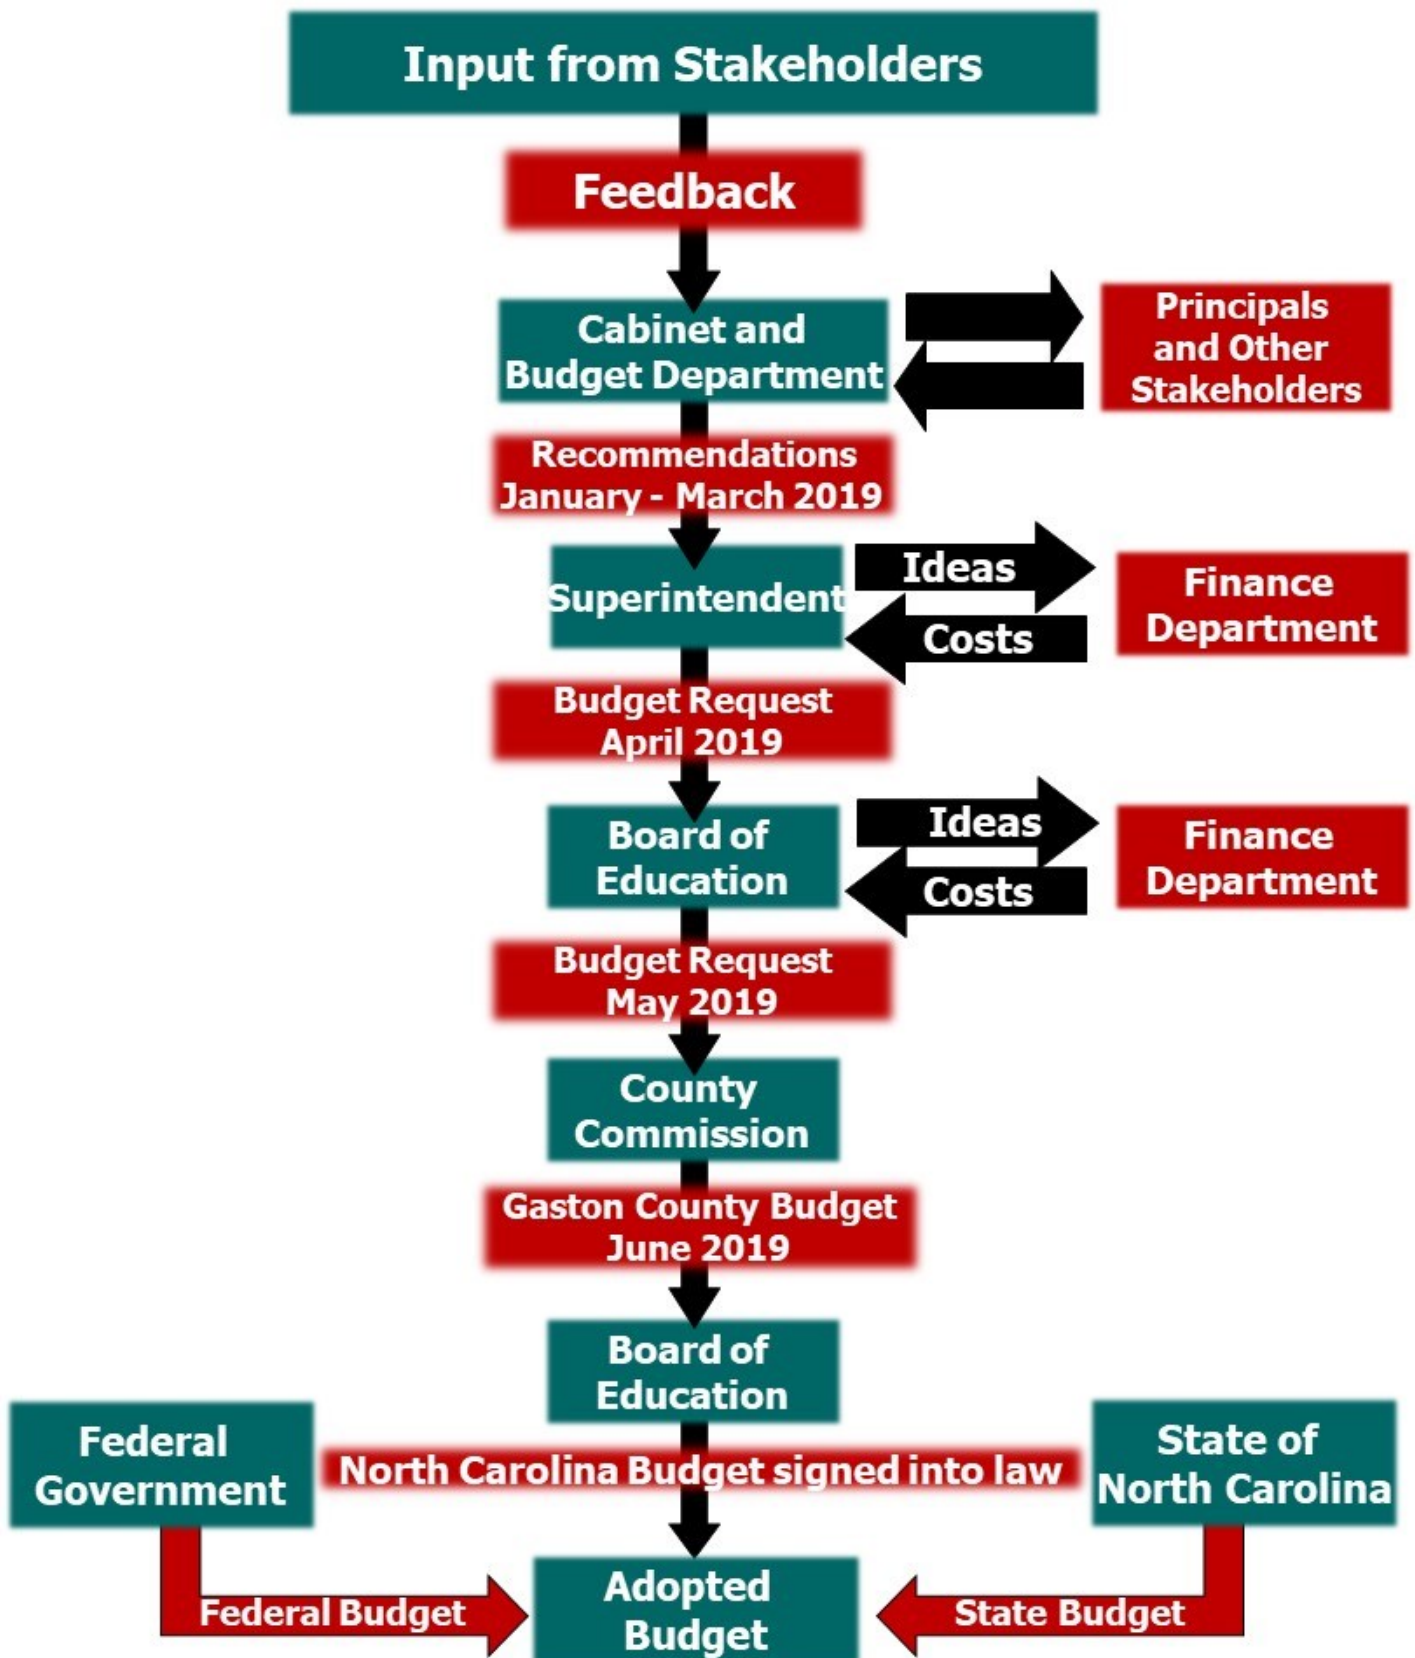 Input from Stakeholders
Feedback
Cabinet and
Budget Department
Principals
and Other
Stakeholders
Recommendations
January - March 2019
Superintendent
Ideas
Costs
Finance
Department
Budget Request
April 2019
Board of
Education
Ideas
Costs
Finance
Department
Budget Request
May 2019
County
Commission
Gaston County Budget
June 2019
Board of
Education
Federal
Government
North Carolina Budget signed into law
State of
North Carolina
Federal Budget
Adopted
Budget
State Budget